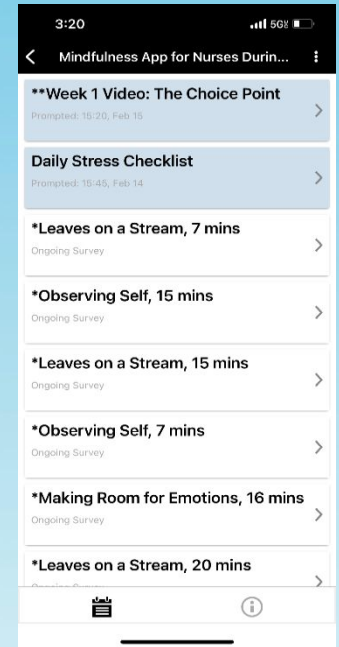 3:20
5G
Mindfulness App for Nurses Durin...
**Week 1 Video: The Choice Point
Prompted: 15:20, Feb 15
Daily Stress Checklist
Prompted: 15:45, Feb 14
*Leaves on a Stream, 7 mins
Ongoing Survey
*Observing Self, 15 mins
Ongoing Survey
*Leaves on a Stream, 15 mins
Ongoing Survey
*Observing Self, 7 mins
Ongoing Survey
*Making Room for Emotions, 16 mins
Ongoing Survey
*Leaves on a Stream, 20 mins